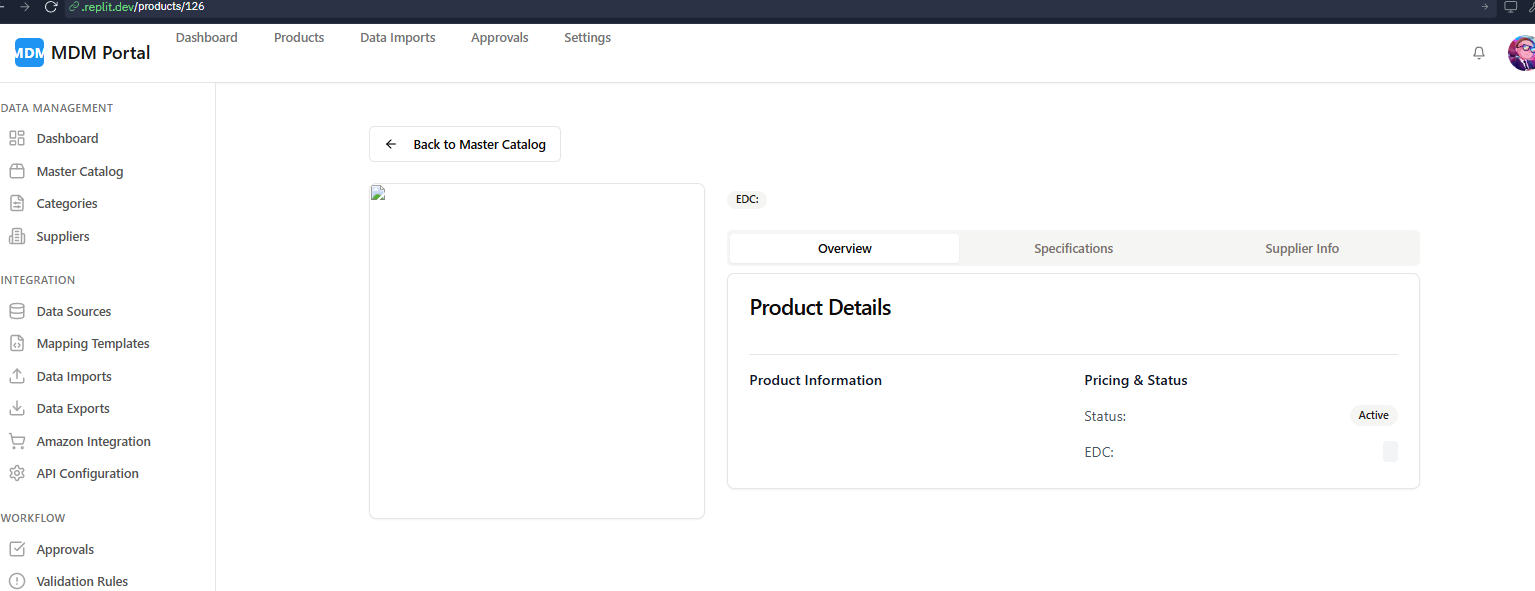 .replit.dev/products/126
MDM
MDM Portal
Dashboard
Products
Data Imports
Approvals
Settings
DATA MANAGEMENT
Dashboard
Master Catalog
Categories
Suppliers
INTEGRATION
Data Sources
Mapping Templates
Data Imports
Data Exports
Amazon Integration
API Configuration
WORKFLOW
Approvals
Validation Rules
Back to Master Catalog
EDC:
Overview
Specifications
Supplier Info
Product Details
Product Information
Pricing & Status
Status:
Active
EDC: